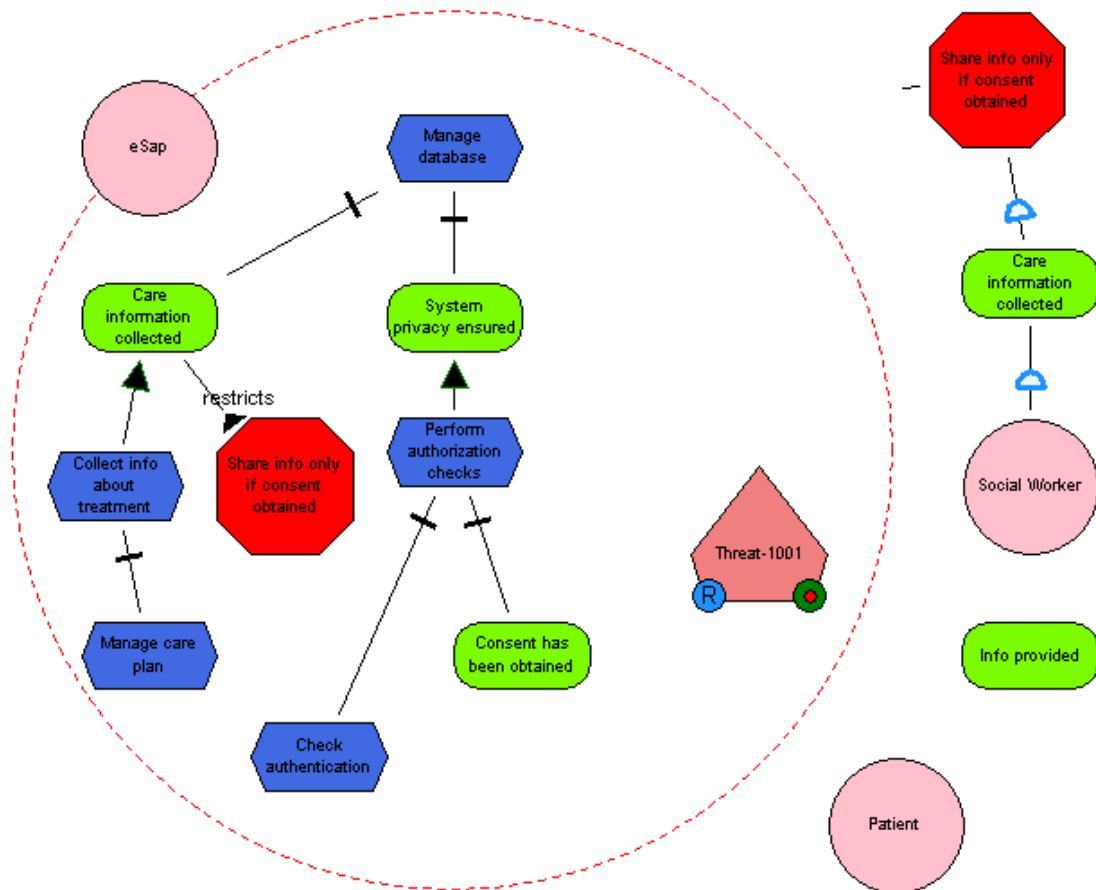 Share info only
if consent
obtained
eSap
Manage
database
Care
information
collected
Care
information
collected
System
privacy ensured
restricts
Perform
authorization
checks
Collect info
about
treatment
Share info only
if consent
obtained
Social Worker
Threat-1001
R
Manage care
plan
Consent has
been obtained
Info provided
Check
authentication
Patient